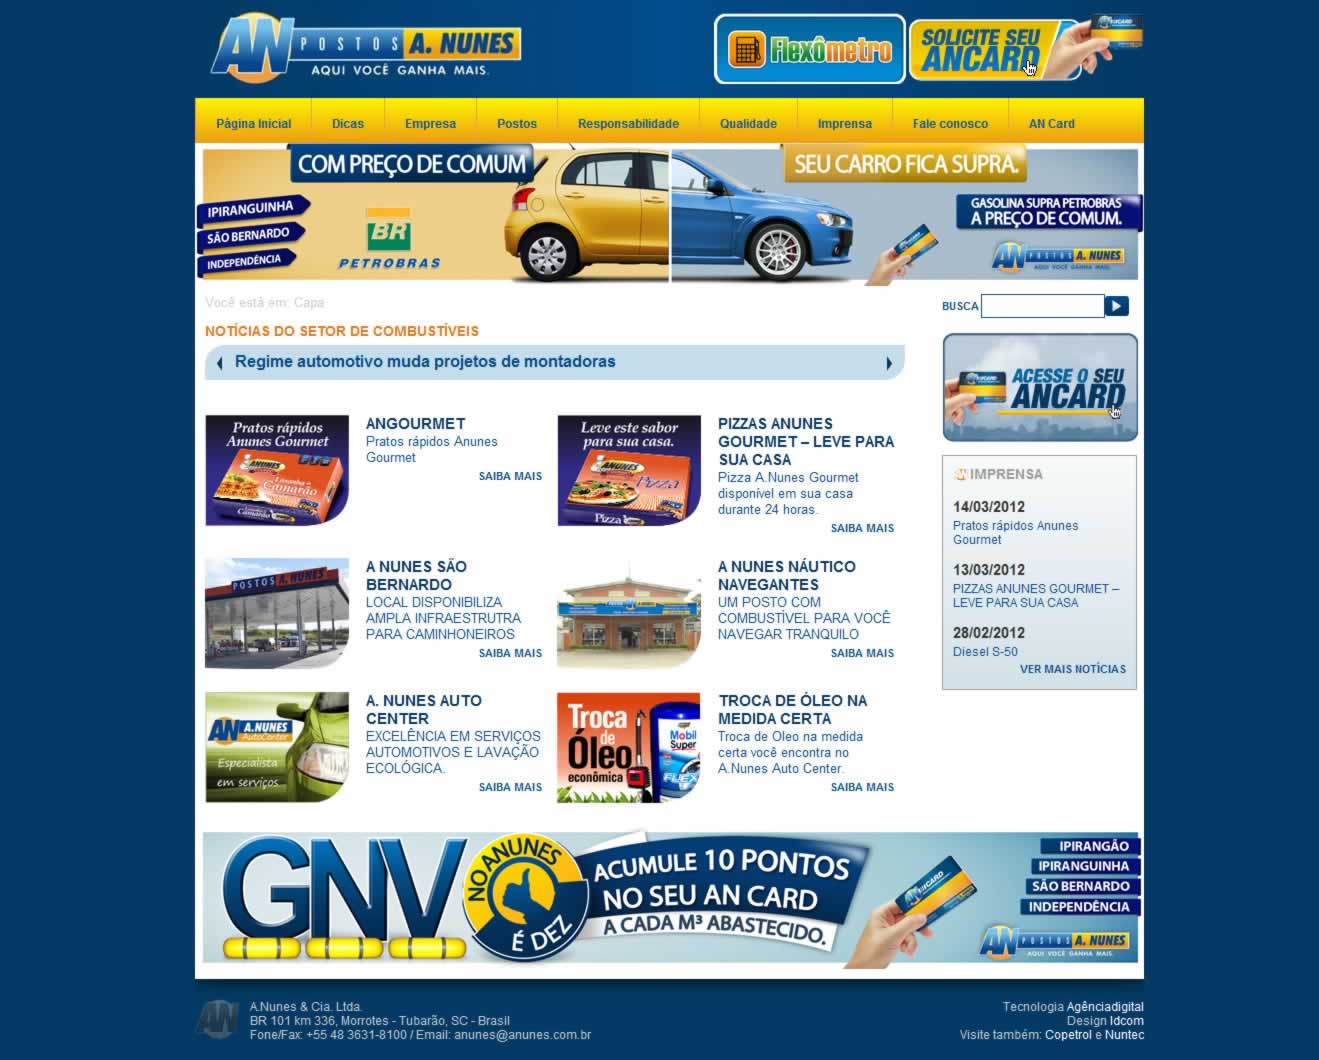 AN POSTOS A. NUNES
AQUI VOCÊ GANHA MAIS.
Flexômetro
SOLICITE SEU
ANCARD
Página Inicial
Dicas
Empresa
Postos
Responsabilidade
Qualidade
Imprensa
Fale conosco
AN Card
COM PREÇO DE COMUM
SEU CARRO FICA SUPRA.
IPIRANGUINHA
SÃO BERNARDO
INDEPENDÊNCIA
BR
PETROBRAS
GASOLINA SUPRA PETROBRAS
A PREÇO DE COMUM.
AN POSTOS A. NUNES
AQUI VOCÊ GANHA MAIS.
Você está em: Capa
BUSCA
NOTÍCIAS DO SETOR DE COMBUSTÍVEIS
Regime automotivo muda projetos de montadoras
ACESSE O SEU
ANCARD
Pratos rápidos
Anunes Gourmet
ANUNES
Lasanha de
Camarão
ANGOURMET
Pratos rápidos Anunes
Gourmet
SAIBA MAIS
Leve este sabor
para sua casa.
ANUNES
Pizza
Pizza
PIZZAS ANUNES
GOURMET – LEVE PARA
SUA CASA
Pizza A.Nunes Gourmet
disponível em sua casa
durante 24 horas.
SAIBA MAIS
IMPRENSA
14/03/2012
Pratos rápidos Anunes
Gourmet
13/03/2012
PIZZAS ANUNES GOURMET –
LEVE PARA SUA CASA
28/02/2012
Diesel S-50
VER MAIS NOTÍCIAS
POSTOS A. NUNES
A NUNES SÃO
BERNARDO
LOCAL DISPONIBILIZA
AMPLA INFRAESTRUTRA
PARA CAMINHONEIROS
SAIBA MAIS
A NUNES NÁUTICO
NAVEGANTES
UM POSTO COM
COMBUSTÍVEL PARA VOCÊ
NAVEGAR TRANQUILO
SAIBA MAIS
AN A.NUNES
AutoCenter
Especialista
em serviços
A. NUNES AUTO
CENTER
EXCELÊNCIA EM SERVIÇOS
AUTOMOTIVOS E LAVAÇÃO
ECOLÓGICA.
SAIBA MAIS
Troca
de
Óleo
econômica
Mobil
Super
FLEX
TROCA DE ÓLEO NA
MEDIDA CERTA
Troca de Oleo na medida
certa você encontra no
A.Nunes Auto Center.
SAIBA MAIS
GNV
NO ANUNES
É DEZ
ACUMULE 10 PONTOS
NO SEU AN CARD
A CADA M³ ABASTECIDO.
ANCARD
IPIRANGÃO
IPIRANGUINHA
SÃO BERNARDO
INDEPENDÊNCIA
AN POSTOS A. NUNES
AQUI VOCÊ GANHA MAIS.
AN
A.Nunes & Cia. Ltda.
BR 101 km 336, Morrotes - Tubarão, SC - Brasil
Fone/Fax: +55 48 3631-8100 / Email: anunes@anunes.com.br
Tecnologia Agênciadigital
Design Idcom
Visite também: Copetrol e Nuntec